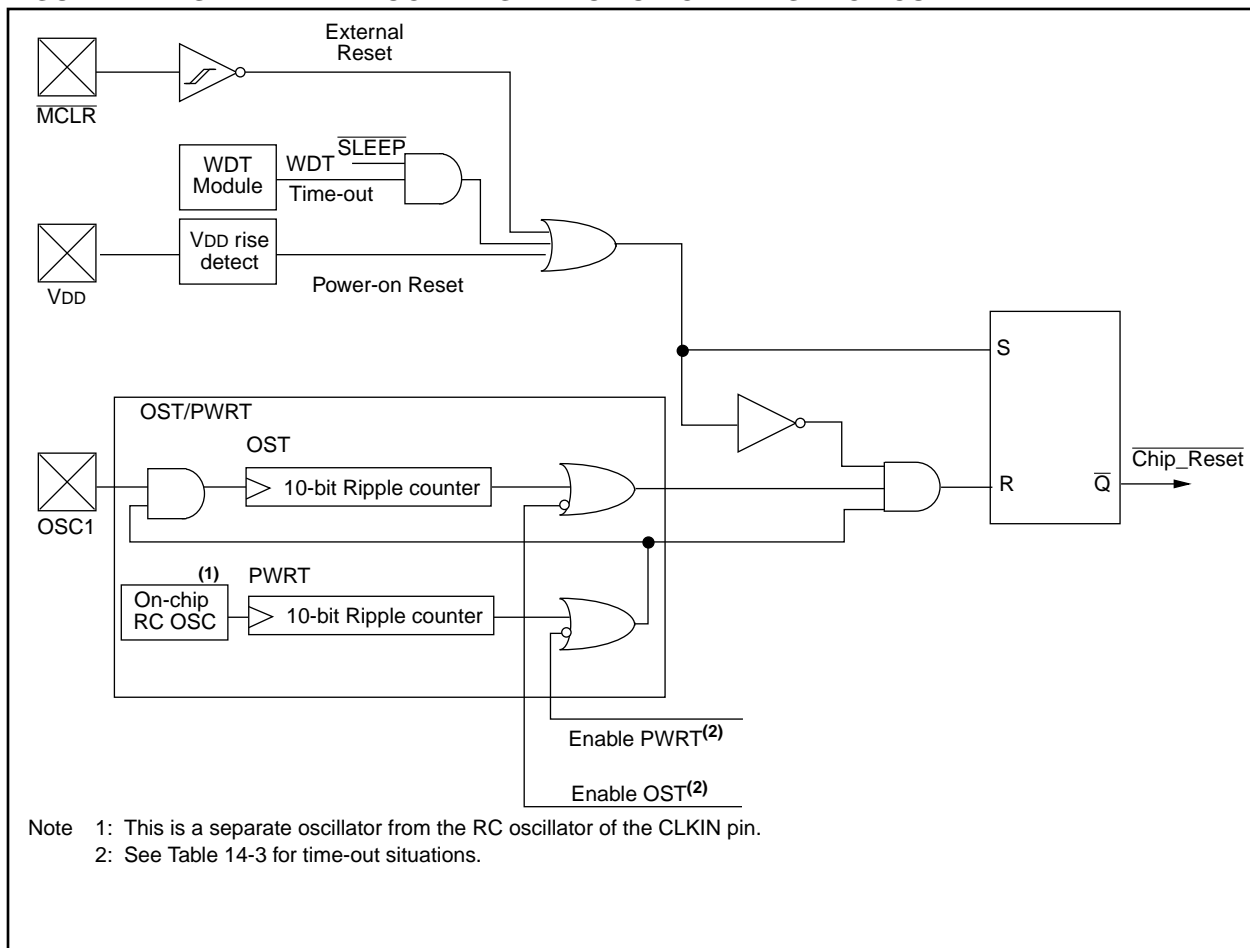 External
Reset
MCLR
SLEEP
WDT
Module
WDT
Time-out
VDD rise
detect
VDD
Power-on Reset
S
OST/PWRT
OST
Chip_Reset
10-bit Ripple counter
R
Q
OSC1
(1)
PWRT
On-chip
RC OSC
10-bit Ripple counter
Enable PWRT(2)
Enable OST(2)
Note 1: This is a separate oscillator from the RC oscillator of the CLKIN pin.
2: See Table 14-3 for time-out situations.